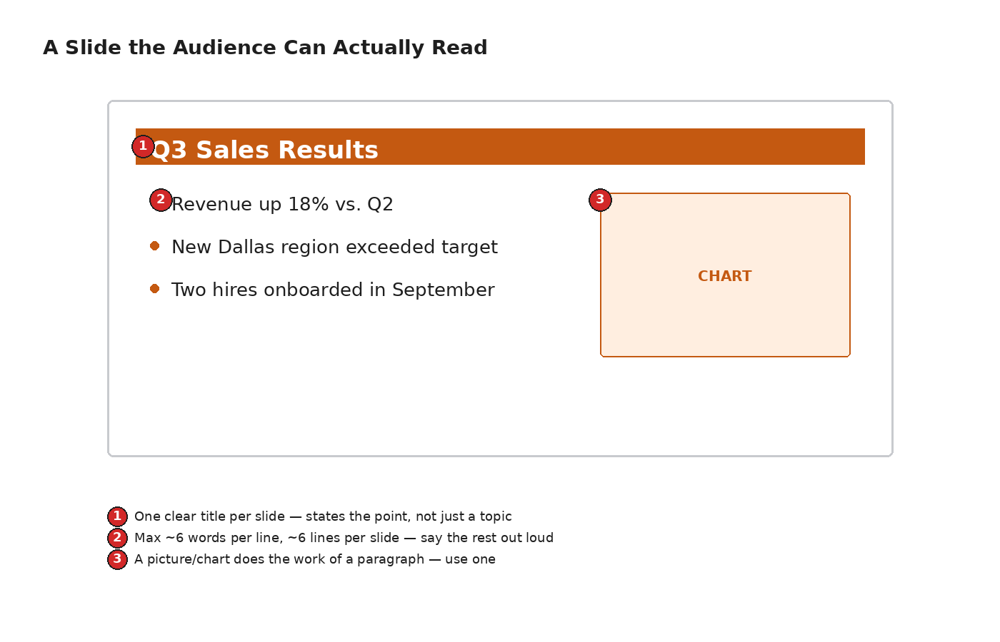 A Slide the Audience Can Actually Read
1 Q3 Sales Results
2 Revenue up 18% vs. Q2
• New Dallas region exceeded target
• Two hires onboarded in September
3
CHART
1 One clear title per slide — states the point, not just a topic
2 Max ~6 words per line, ~6 lines per slide — say the rest out loud
3 A picture/chart does the work of a paragraph — use one